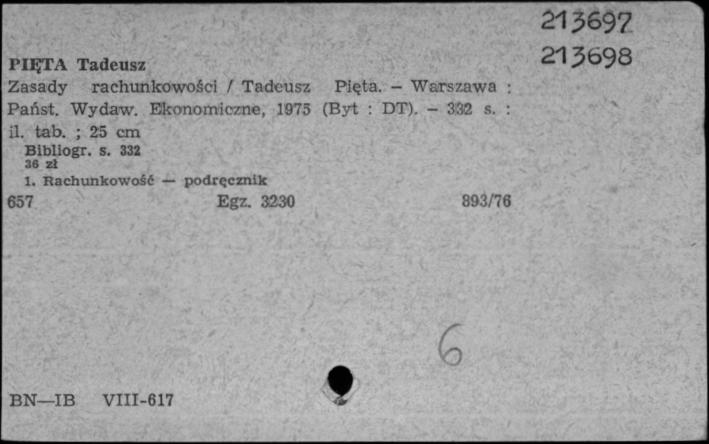 213697
213698
PIĘTA Tadeusz
Zasady rachunkowości / Tadeusz Pięta. — Warszawa :
Państ. Wydaw. Ekonomiczne, 1975 (Byt : DT). — 332 s. :
il. tab. ; 25 cm
Bibliogr. s. 332
36 zł
1. Rachunkowość — podręcznik
657 Egz. 3230 893/76
6
BN—IB VIII-617